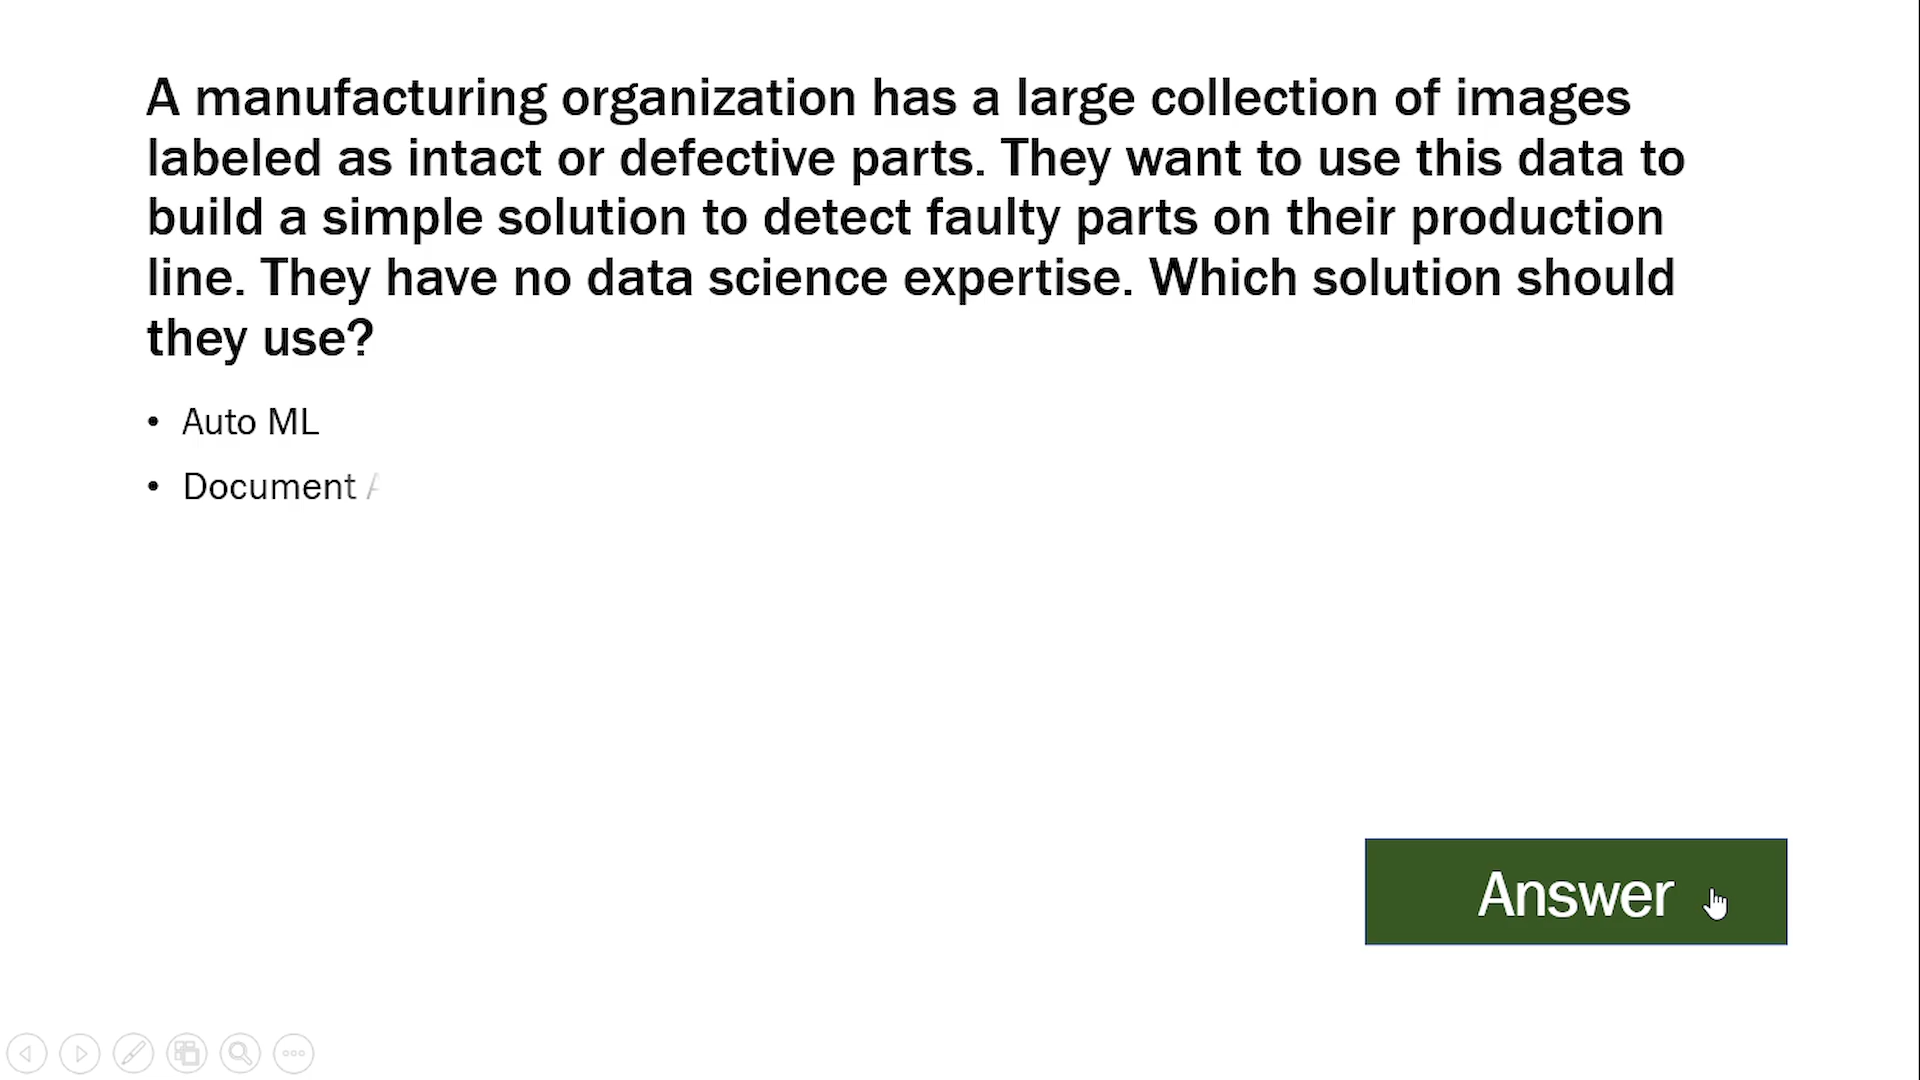 A manufacturing organization has a large collection of images
labeled as intact or defective parts. They want to use this data to
build a simple solution to detect faulty parts on their production
line. They have no data science expertise. Which solution should
they use?
• Auto ML
• Document A
Answer